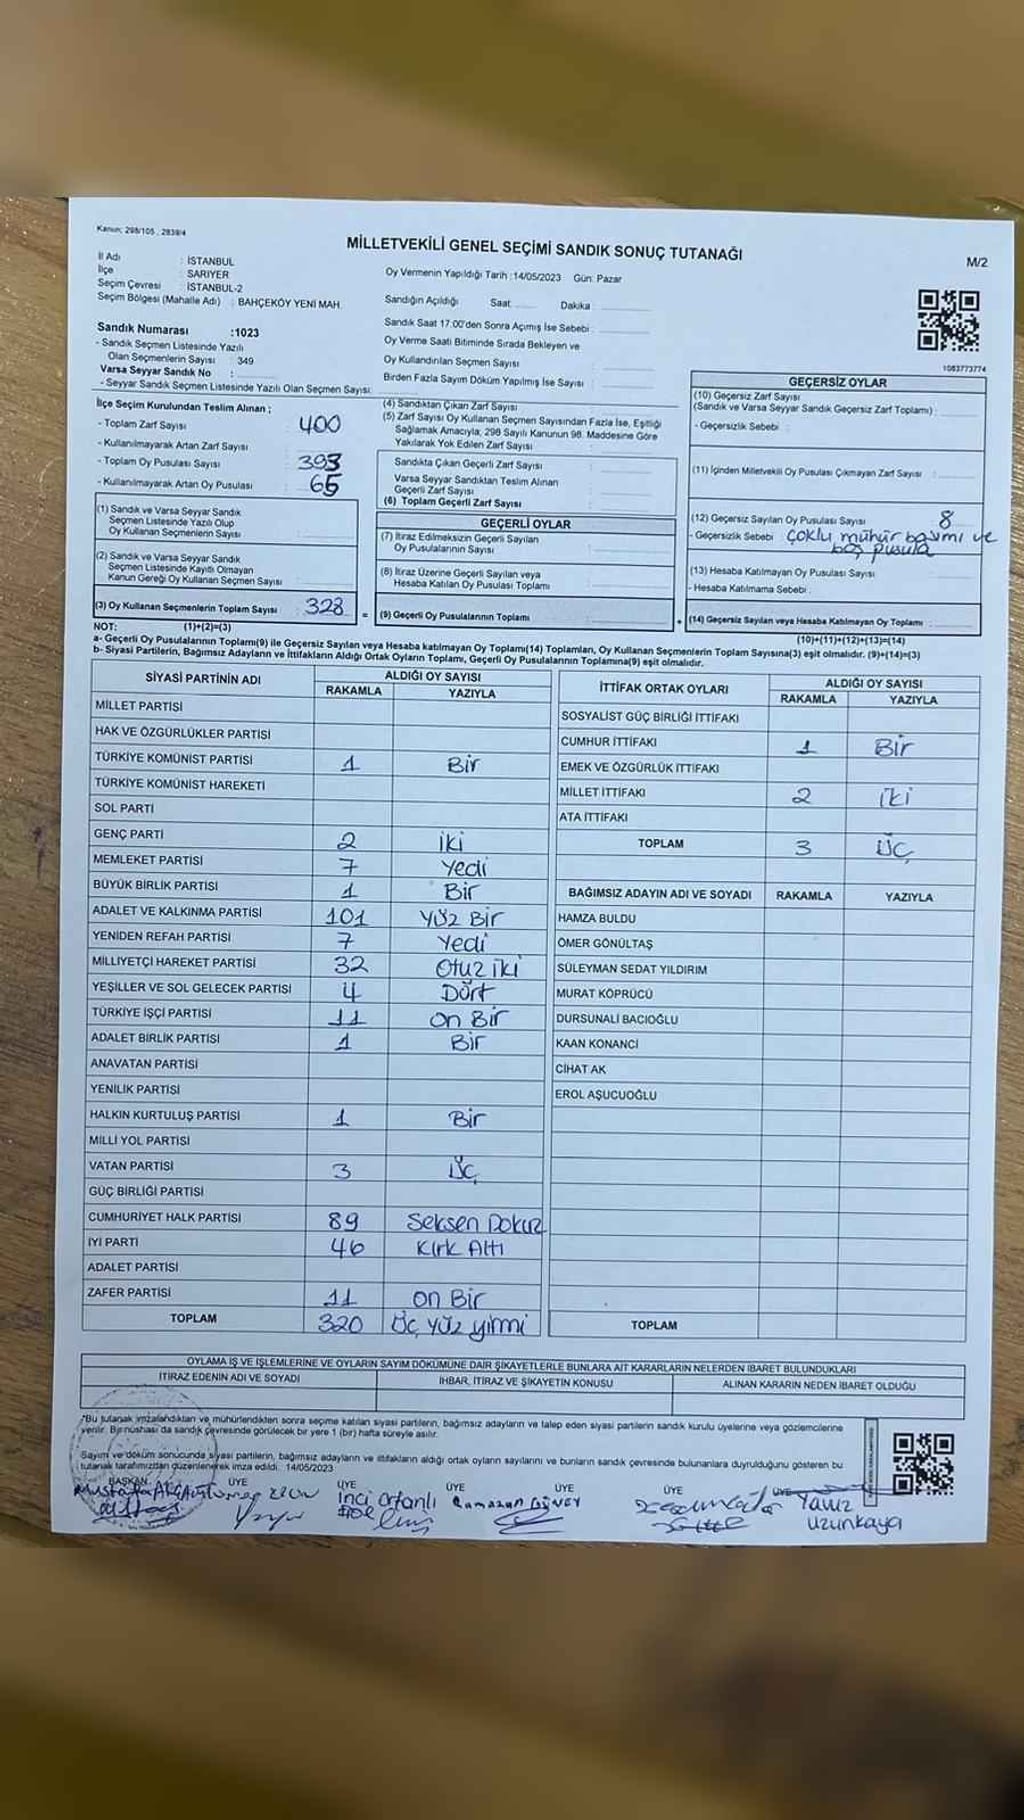 Kanun; 298/105 , 2839/4
MİLLETVEKİLİ GENEL SEÇİMİ SANDIK SONUÇ TUTANAĞI
M/2
İl Adı : İSTANBUL
İlçe : SARIYER
Seçim Çevresi : İSTANBUL-2
Seçim Bölgesi (Mahalle Adı) : BAHÇEKÖY YENİ MAH.
Oy Vermenin Yapıldığı Tarih :14/05/2023 Gün: Pazar
Sandığın Açıldığı Saat Dakika
Sandık Saat 17:00'den Sonra Açımış İse Sebebi :
Oy Verme Saati Bitiminde Sırada Bekleyen ve
Oy Kullandırılan Seçmen Sayısı :
Birden Fazla Sayım Döküm Yapılmış İse Sayısı :
1083773774
Sandık Numarası :1023
- Sandık Seçmen Listesinde Yazılı
Olan Seçmenlerin Sayısı : 349
Varsa Seyyar Sandık No :
- Seyyar Sandık Seçmen Listesinde Yazılı Olan Seçmen Sayısı:
İlçe Seçim Kurulundan Teslim Alınan ;
- Toplam Zarf Sayısı : 400
- Kullanılmayarak Artan Zarf Sayısı :
- Toplam Oy Pusulası Sayısı : 393
- Kullanılmayarak Artan Oy Pusulası : 65
(1) Sandık ve Varsa Seyyar Sandık
Seçmen Listesinde Yazılı Olup
Oy Kullanan Seçmenlerin Sayısı :
(2) Sandık ve Varsa Seyyar Sandık
Seçmen Listesinde Kayıtlı Olmayan
Kanun Gereği Oy Kullanan Seçmen Sayısı :
(3) Oy Kullanan Seçmenlerin Toplam Sayısı : 328 =
(4) Sandıktan Çıkan Zarf Sayısı :
(5) Zarf Sayısı Oy Kullanan Seçmen Sayısından Fazla İse, Eşitliği
Sağlamak Amacıyla; 298 Sayılı Kanunun 98. Maddesine Göre
Yakılarak Yok Edilen Zarf Sayısı :
Sandıkta Çıkan Geçerli Zarf Sayısı :
Varsa Seyyar Sandıktan Teslim Alınan
Geçerli Zarf Sayısı :
(6) Toplam Geçerli Zarf Sayısı :
GEÇERLİ OYLAR
(7) İtiraz Edilmeksizin Geçerli Sayılan
Oy Pusulalarının Sayısı :
(8) İtiraz Üzerine Geçerli Sayılan veya
Hesaba Katılan Oy Pusulası Toplamı :
(9) Geçerli Oy Pusulalarının Toplamı : +
GEÇERSİZ OYLAR
(10) Geçersiz Zarf Sayısı
(Sandık ve Varsa Seyyar Sandık Geçersiz Zarf Toplamı) :
- Geçersizlik Sebebi :
(11) İçinden Milletvekili Oy Pusulası Çıkmayan Zarf Sayısı :
(12) Geçersiz Sayılan Oy Pusulası Sayısı : 8
- Geçersizlik Sebebi : Çoklu mühür basımı ve
boş pusula
(13) Hesaba Katılmayan Oy Pusulası Sayısı :
- Hesaba Katılmama Sebebi :
(14) Geçersiz Sayılan veya Hesaba Katılmayan Oy Toplamı :
NOT: (1)+(2)=(3)
(10)+(11)+(12)+(13)=(14)
a- Geçerli Oy Pusulalarının Toplamı(9) ile Geçersiz Sayılan veya Hesaba katılmayan Oy Toplamı(14) Toplamları, Oy Kullanan Seçmenlerin Toplam Sayısına(3) eşit olmalıdır. (9)+(14)=(3)
b- Siyasi Partilerin, Bağımsız Adayların ve İttifakların Aldığı Ortak Oyların Toplamı, Geçerli Oy Pusulalarının Toplamına(9) eşit olmalıdır.
SİYASİ PARTİNİN ADI
ALDIĞI OY SAYISI
RAKAMLA YAZIYLA
MİLLET PARTİSİ
HAK VE ÖZGÜRLÜKLER PARTİSİ
TÜRKİYE KOMÜNİST PARTİSİ 1 Bir
TÜRKİYE KOMÜNİST HAREKETİ
SOL PARTİ
GENÇ PARTİ 2 iki
MEMLEKET PARTİSİ 7 Yedi
BÜYÜK BİRLİK PARTİSİ 1 Bir
ADALET VE KALKINMA PARTİSİ 101 YÜZ Bir
YENİDEN REFAH PARTİSİ 7 Yedi
MİLLİYETÇİ HAREKET PARTİSİ 32 Otuz iki
YEŞİLLER VE SOL GELECEK PARTİSİ 4 Dört
TÜRKİYE İŞÇİ PARTİSİ 11 on Bir
ADALET BİRLİK PARTİSİ 1 Bir
ANAVATAN PARTİSİ
YENİLİK PARTİSİ
HALKIN KURTULUŞ PARTİSİ 1 Bir
MİLLİ YOL PARTİSİ
VATAN PARTİSİ 3 Üç
GÜÇ BİRLİĞİ PARTİSİ
CUMHURİYET HALK PARTİSİ 89 Seksen Dokuz
İYİ PARTİ 46 Kırk Altı
ADALET PARTİSİ
ZAFER PARTİSİ 11 on Bir
TOPLAM 320 Üç yüz yirmi
İTTİFAK ORTAK OYLARI
ALDIĞI OY SAYISI
RAKAMLA YAZIYLA
SOSYALİST GÜÇ BİRLİĞİ İTTİFAKI
CUMHUR İTTİFAKI 1 Bir
EMEK VE ÖZGÜRLÜK İTTİFAKI
MİLLET İTTİFAKI 2 iki
ATA İTTİFAKI
TOPLAM 3 Üç
BAĞIMSIZ ADAYIN ADI VE SOYADI RAKAMLA YAZIYLA
HAMZA BULDU
ÖMER GÖNÜLTAŞ
SÜLEYMAN SEDAT YILDIRIM
MURAT KÖPRÜCÜ
DURSUNALİ BACIOĞLU
KAAN KONANCİ
CİHAT AK
EROL AŞUCUOĞLU
TOPLAM
OYLAMA İŞ VE İŞLEMLERİNE VE OYLARIN SAYIM DÖKÜMÜNE DAİR ŞİKAYETLERLE BUNLARA AİT KARARLARIN NELERDEN İBARET BULUNDUKLARI
İTİRAZ EDENİN ADI VE SOYADI
İHBAR, İTİRAZ VE ŞİKAYETİN KONUSU
ALINAN KARARIN NEDEN İBARET OLDUĞU
*Bu tutanak imzalandıktan ve mühürlendikten sonra seçime katılan siyasi partilerin, bağımsız adayların ve talep eden siyasi partilerin sandık kurulu üyelerine veya gözlemcilerine
verilir. Bir nüshası da sandık çevresinde görülecek bir yere 1 (bir) hafta süreyle asılır.
Sayım ve döküm sonucunda siyasi partilerin, bağımsız adayların ve ittifakların aldığı ortak oyların sayılarını ve bunların sandık çevresinde bulunanlara duyrulduğunu gösteren bu
tutanak tarafımızdan düzenlenerek imza edildi. 14/05/2023
BAŞKAN ÜYE ÜYE ÜYE ÜYE ÜYE ÜYE
Mustafa
İnci Ortanlı
Ramazan
Yavuz
Uzunkaya